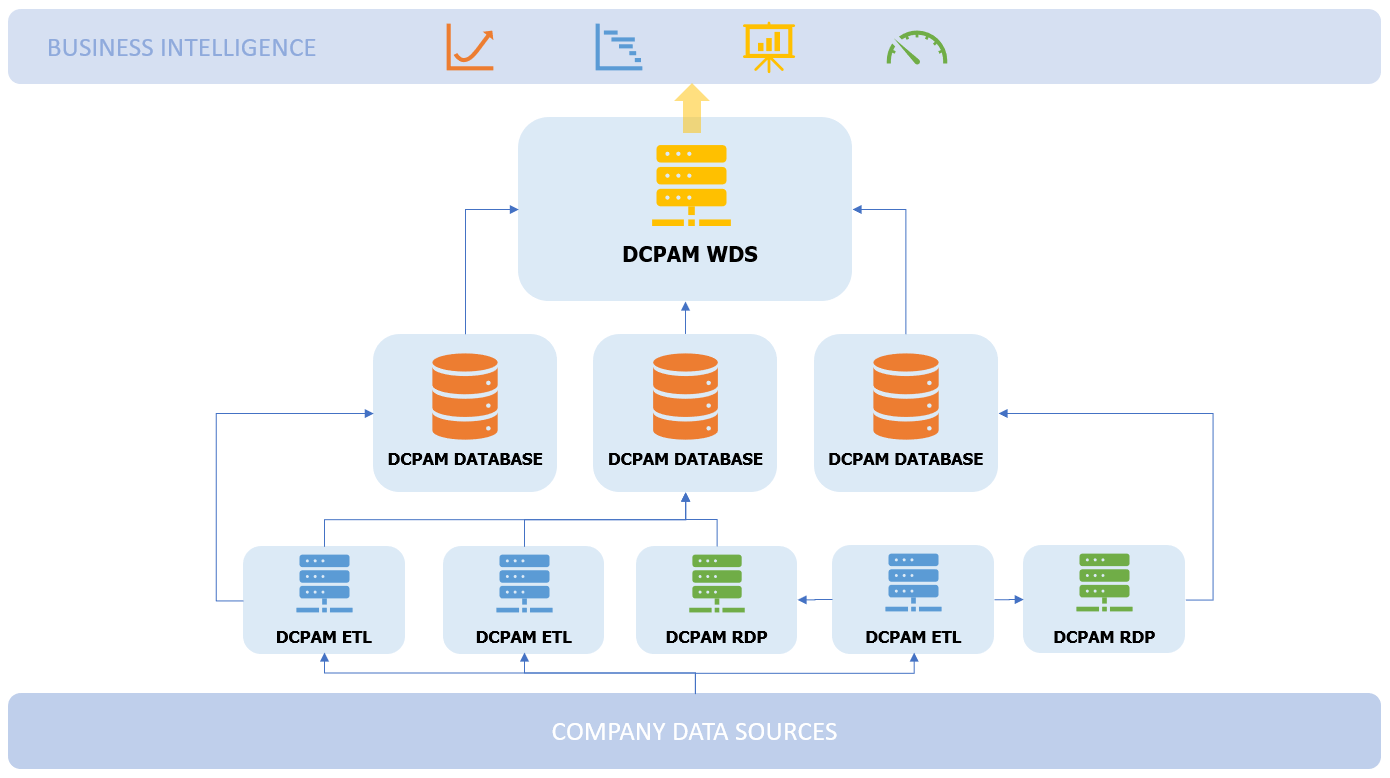 BUSINESS INTELLIGENCE
DCPAM WDS
DCPAM DATABASE
DCPAM DATABASE
DCPAM DATABASE
DCPAM ETL
DCPAM ETL
DCPAM RDP
DCPAM ETL
DCPAM RDP
COMPANY DATA SOURCES